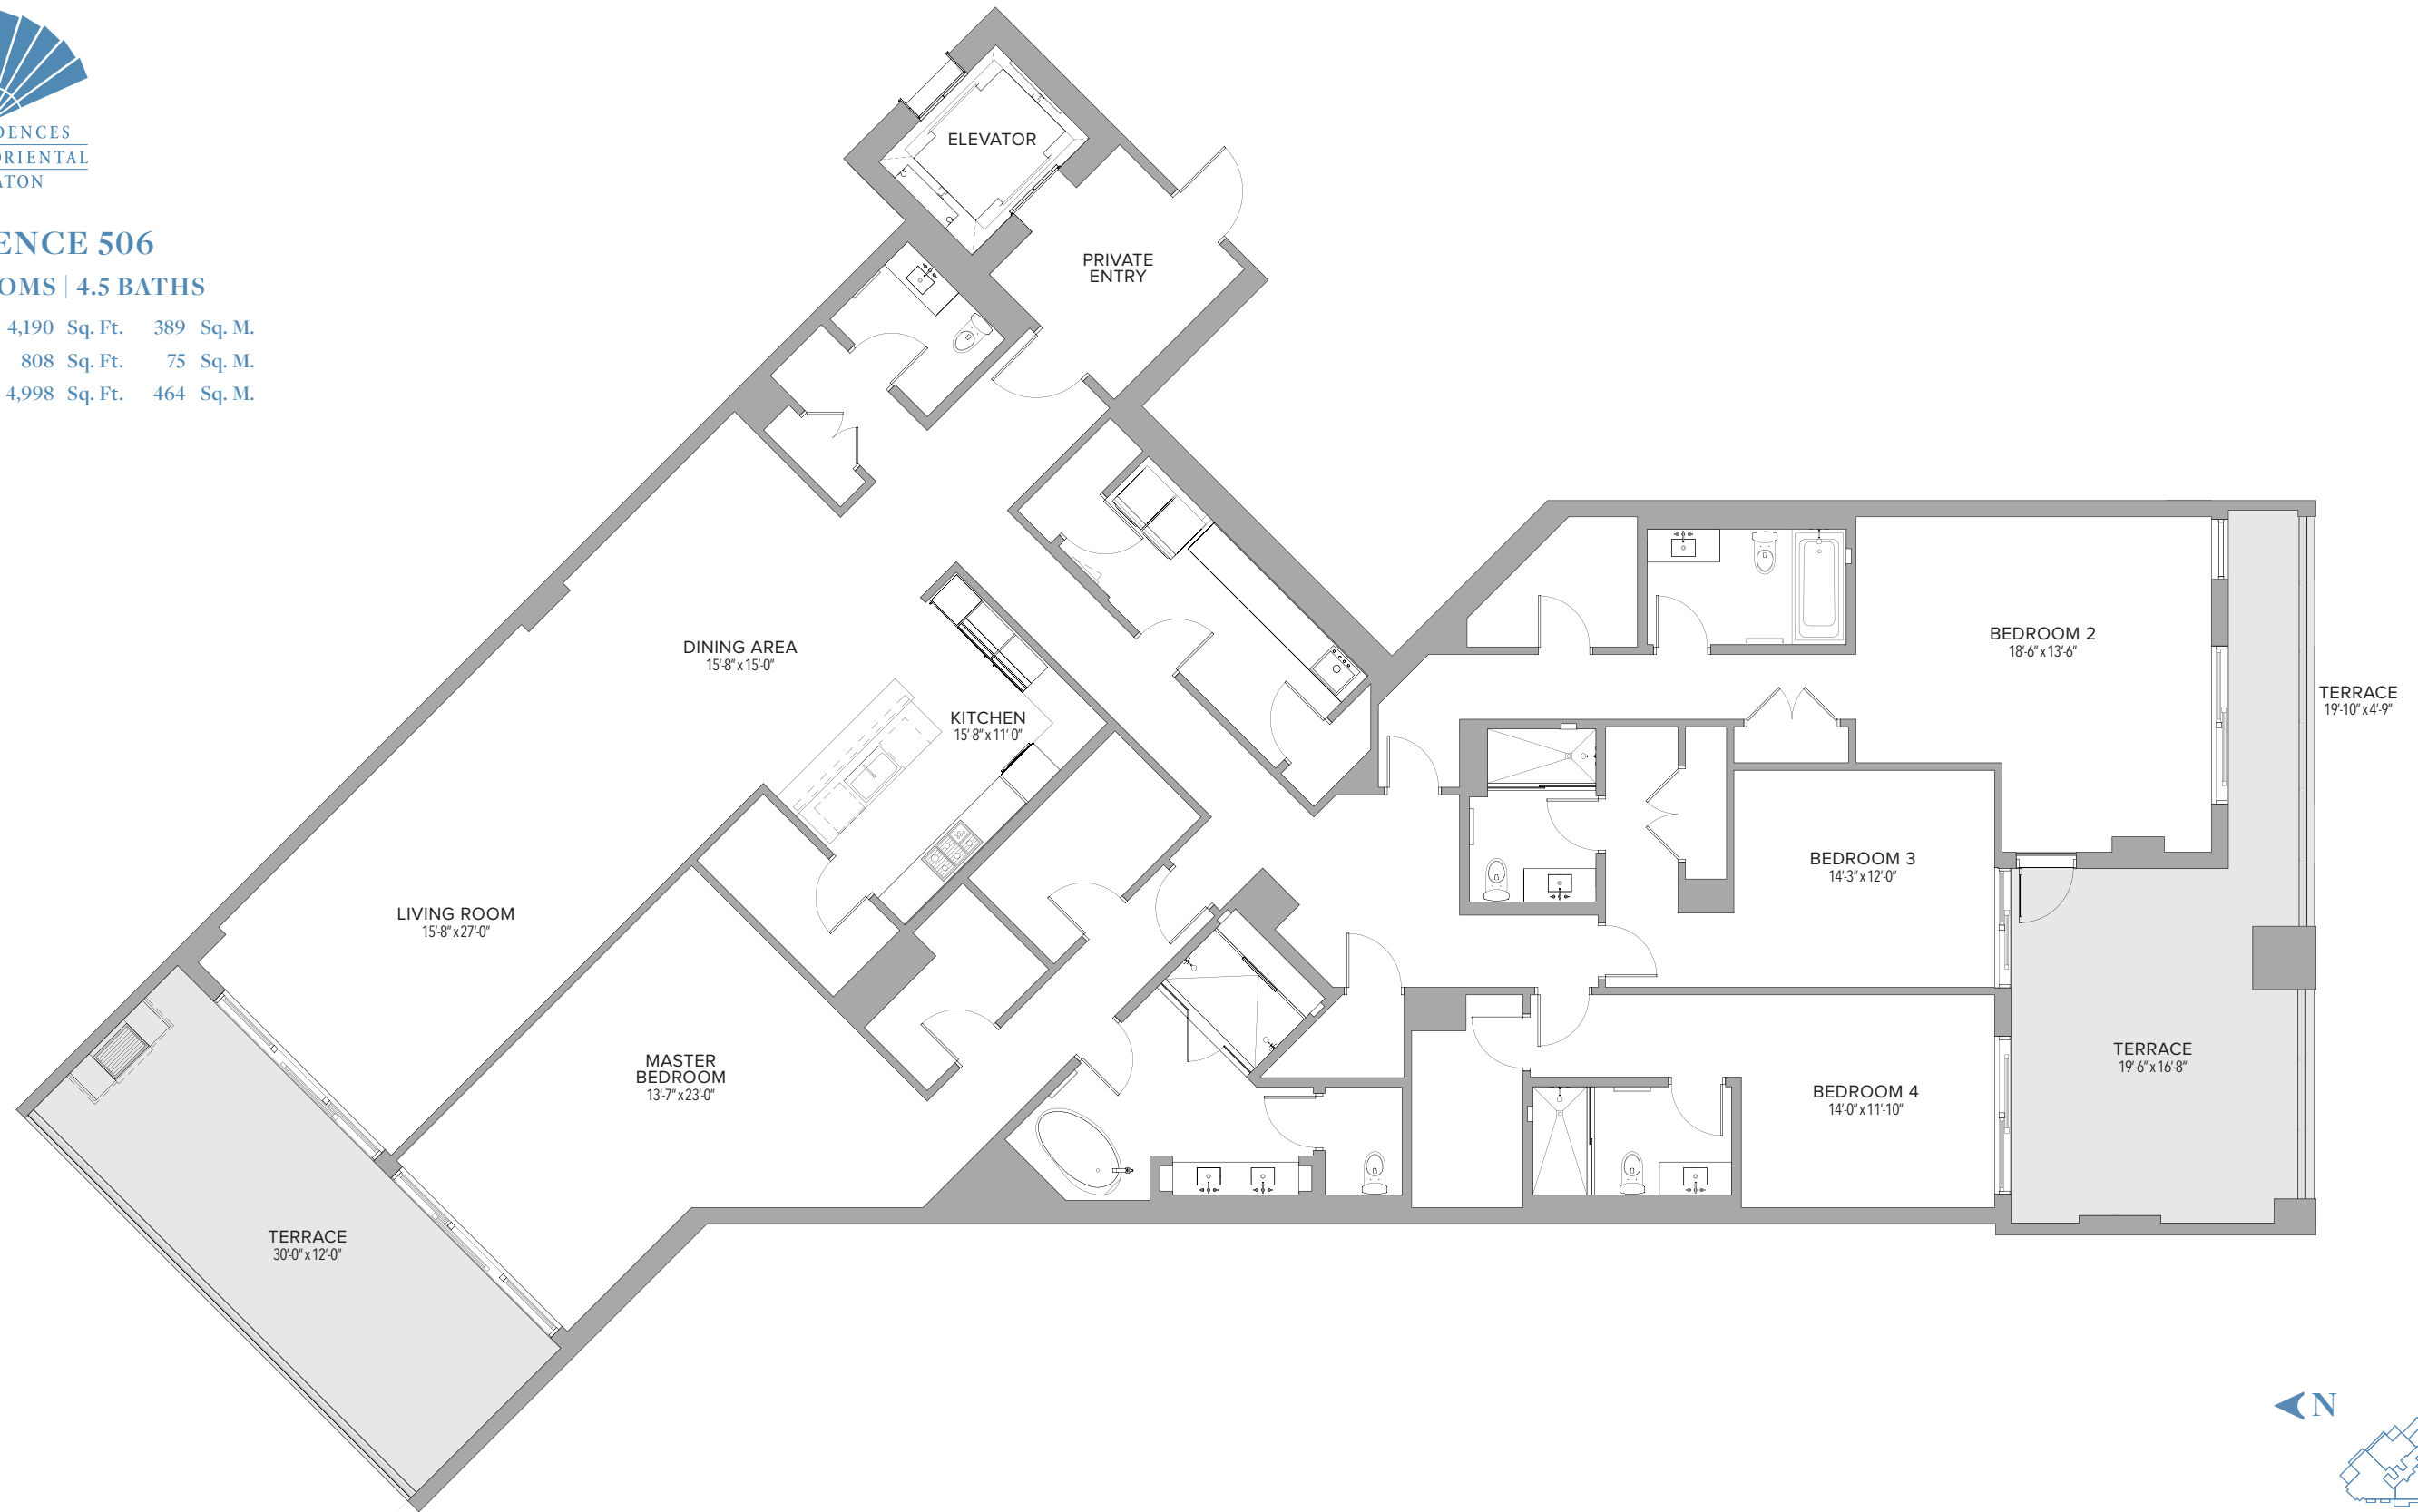 DENCES
ORIENTAL
ATON
ENCE 506
OMS | 4.5 BATHS
4,190 Sq. Ft. 389 Sq. M.
808 Sq. Ft. 75 Sq. M.
4,998 Sq. Ft. 464 Sq. M.
ELEVATOR
PRIVATE
ENTRY
DINING AREA
15'-8" x 15'-0"
KITCHEN
15'-8" x 11'-0"
LIVING ROOM
15'-8" x 27'-0"
MASTER
BEDROOM
13'-7" x 23'-0"
TERRACE
30'-0" x 12'-0"
BEDROOM 2
18'-6" x 13'-6"
TERRACE
19'-10" x 4'-9"
BEDROOM 3
14'-3" x 12'-0"
BEDROOM 4
14'-0" x 11'-10"
TERRACE
19'-6" x 16'-8"
N